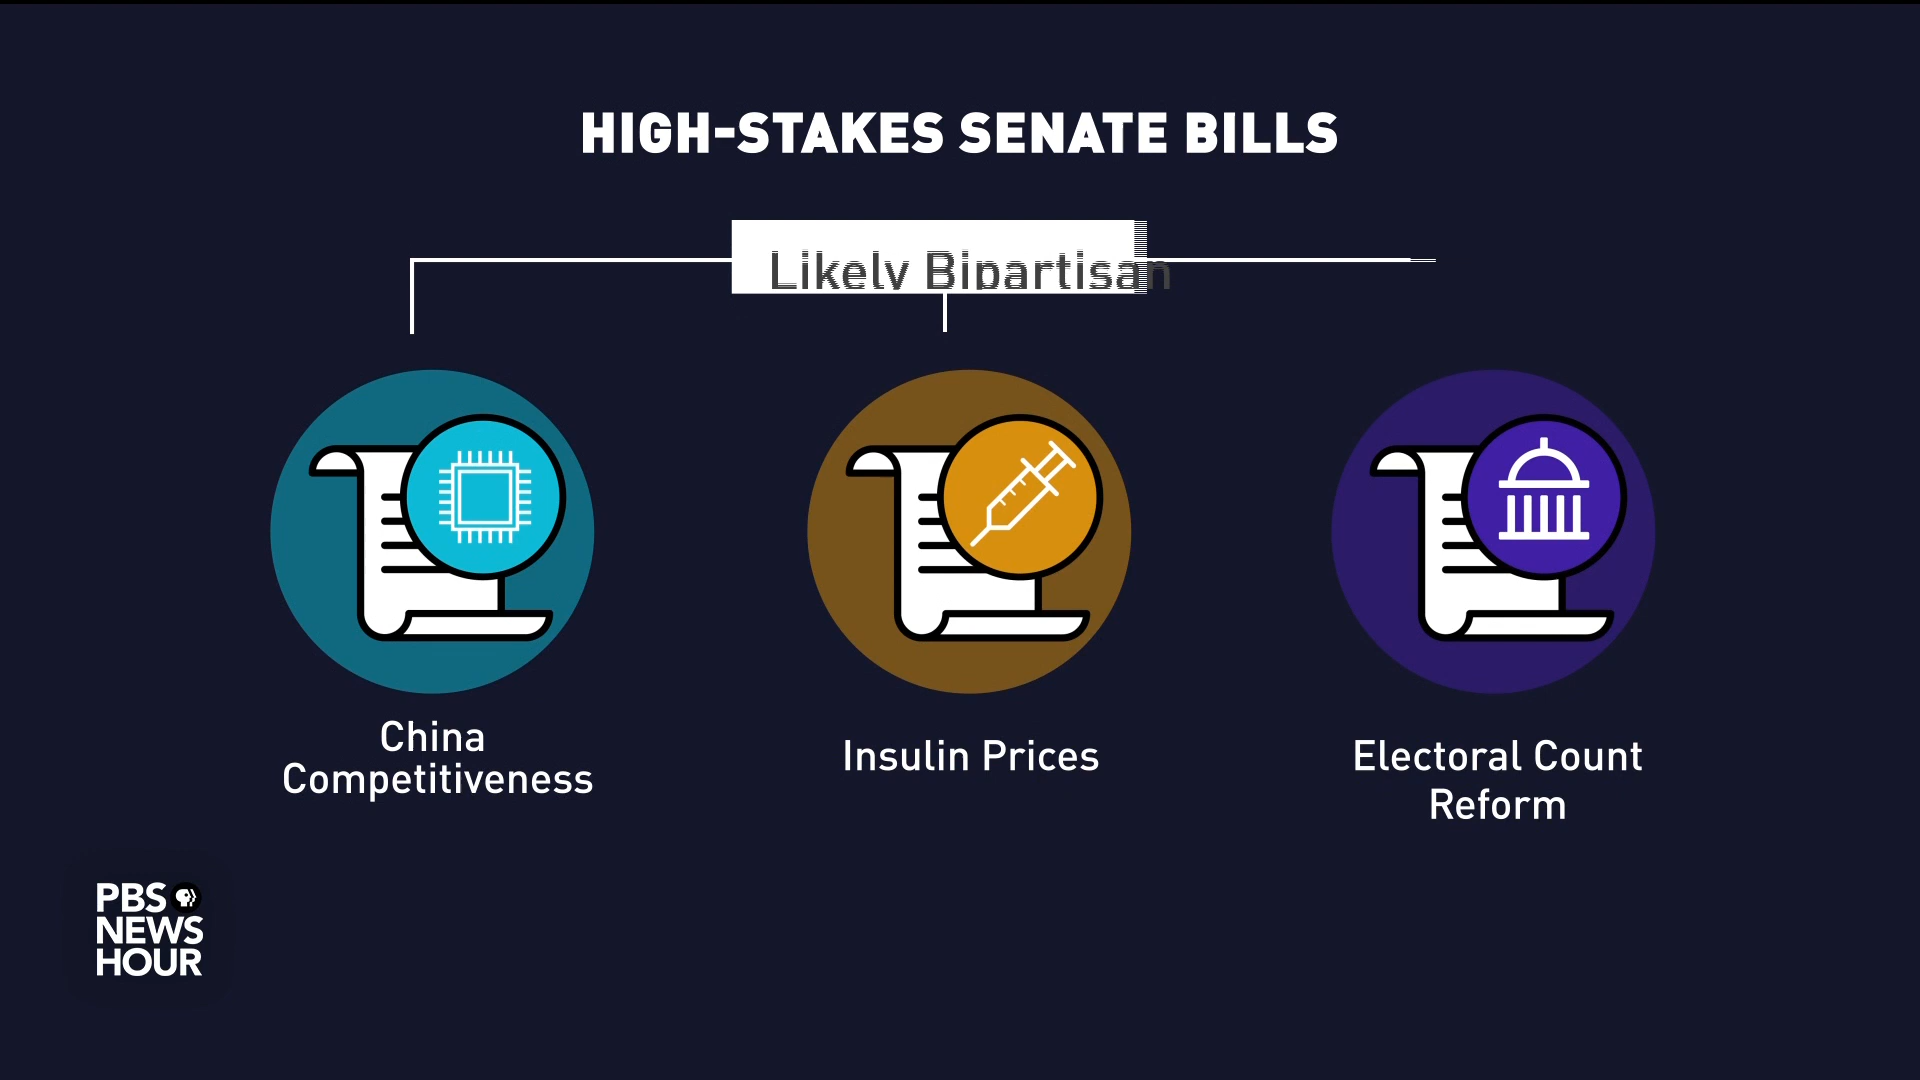 HIGH-STAKES SENATE BILLS
Likely Bipartisan
China
Competitiveness
Insulin Prices
Electoral Count
Reform
PBS
NEWS
HOUR